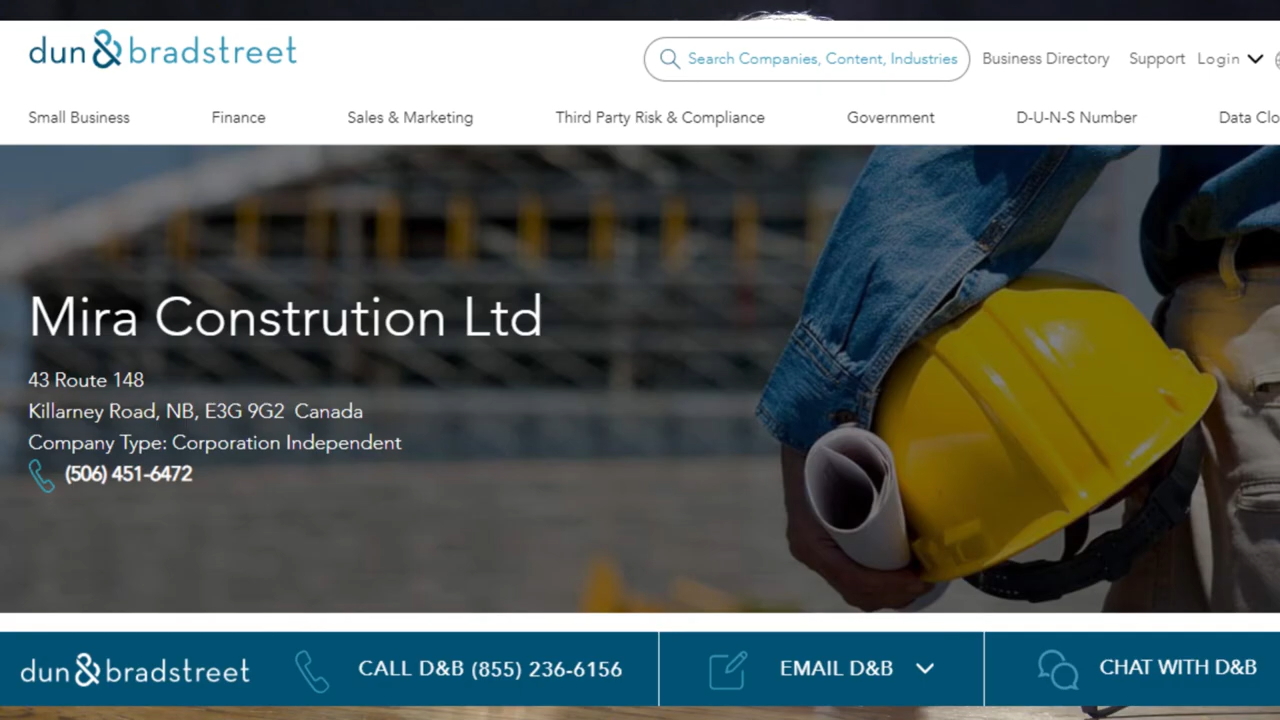 dun & bradstreet
Search Companies, Content, Industries
Business Directory
Support
Login
Small Business
Finance
Sales & Marketing
Third Party Risk & Compliance
Government
D-U-N-S Number
Data Clo
Mira Constrution Ltd
43 Route 148
Killarney Road, NB, E3G 9G2 Canada
Company Type: Corporation Independent
(506) 451-6472
dun & bradstreet
CALL D&B (855) 236-6156
EMAIL D&B
CHAT WITH D&B